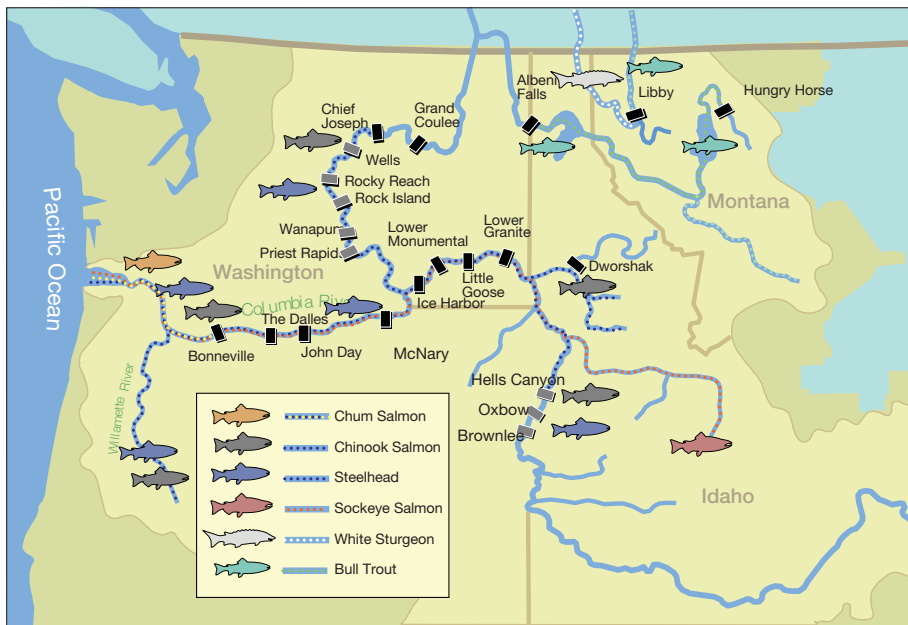 Albeni
Falls
Libby
Hungry Horse
Chief
Joseph
Grand
Coulee
Wells
Rocky Reach
Rock Island
Montana
Pacific Ocean
Wanapum
Lower
Monumental
Lower
Granite
Priest Rapids
Washington
Little
Goose
Dworshak
Ice Harbor
Columbia River
The Dalles
Bonneville
John Day
McNary
Willamette River
Hells Canyon
Oxbow
Brownlee
Idaho
Chum Salmon
Chinook Salmon
Steelhead
Sockeye Salmon
White Sturgeon
Bull Trout